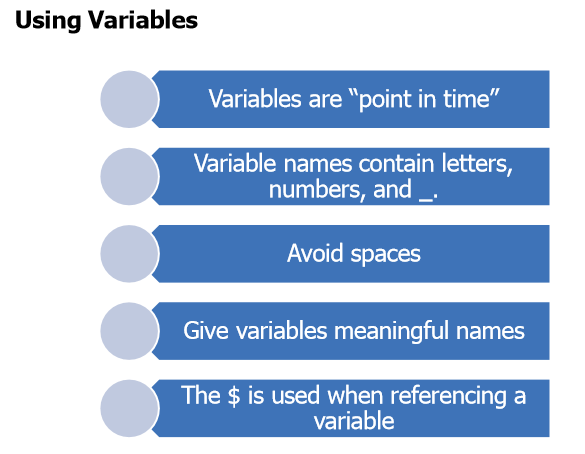 Using Variables
Variables are “point in time”
Variable names contain letters,
numbers, and _.
Avoid spaces
Give variables meaningful names
The $ is used when referencing a
variable